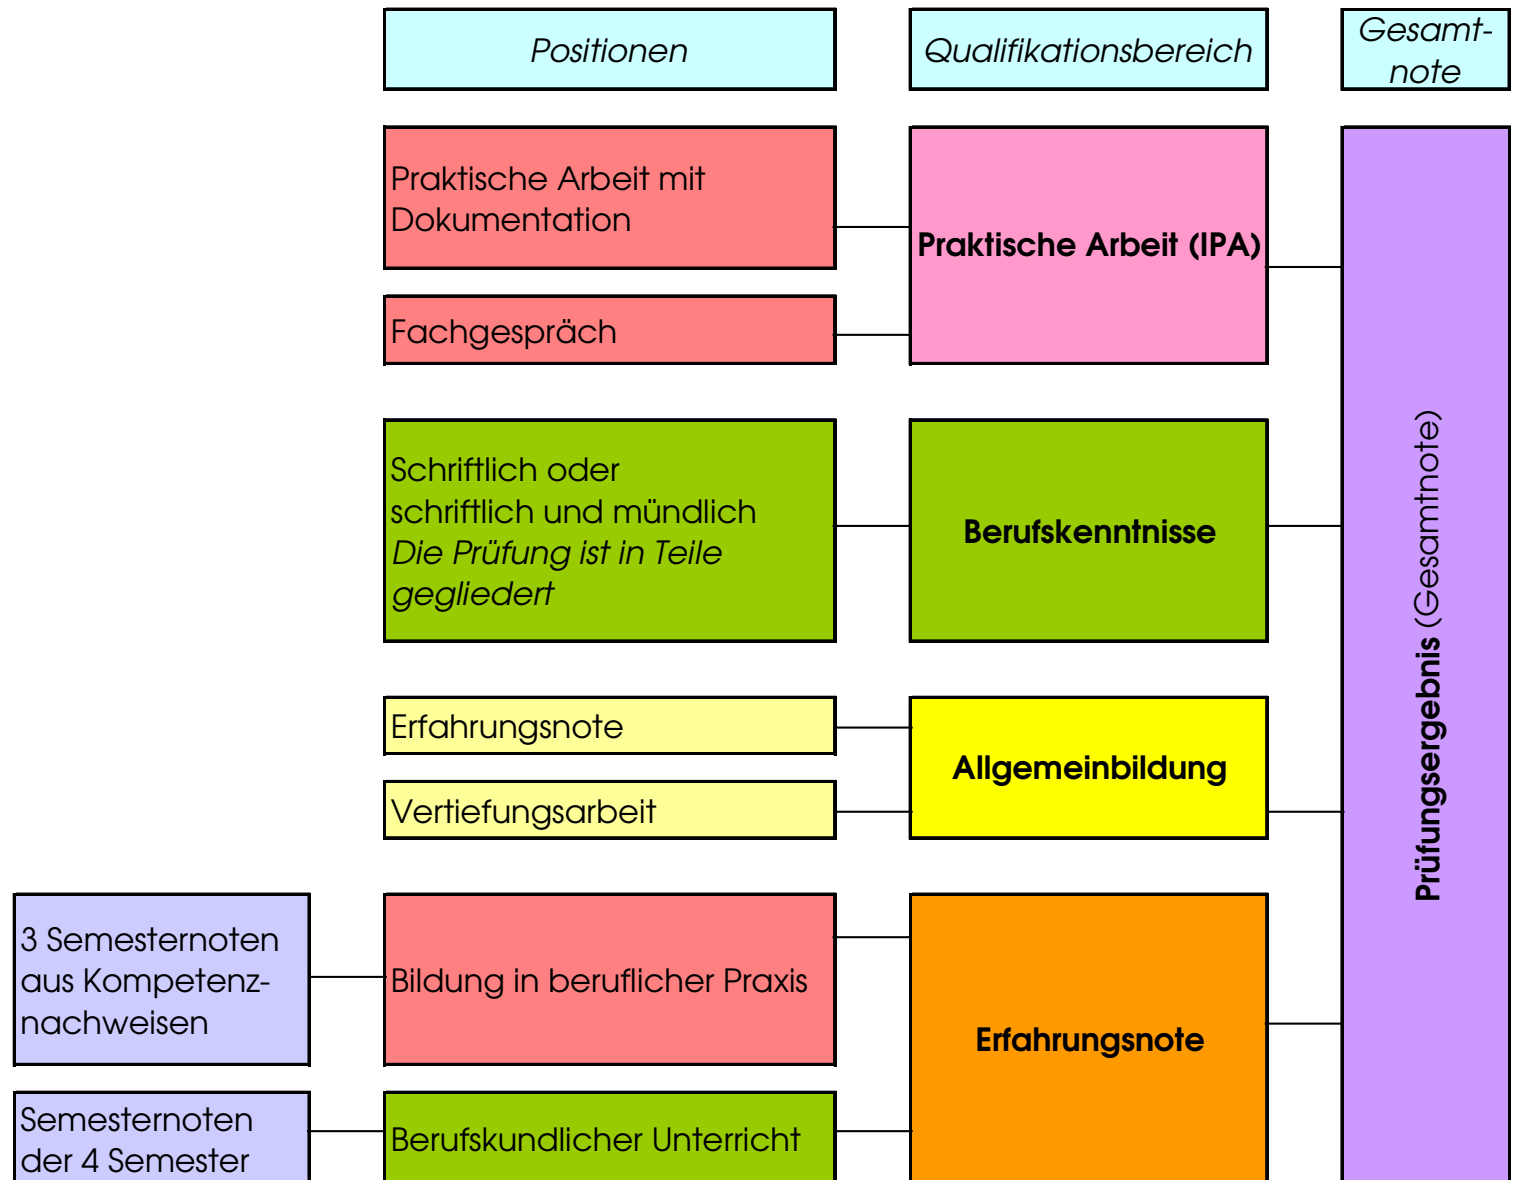 Positionen
Qualifikationsbereich
Gesamt-
note
Praktische Arbeit mit
Dokumentation
Praktische Arbeit (IPA)
Fachgespräch
Schriftlich oder
schriftlich und mündlich
Die Prüfung ist in Teile
gegliedert
Berufskenntnisse
Erfahrungsnote
Vertiefungsarbeit
Allgemeinbildung
3 Semesternoten
aus Kompetenz-
nachweisen
Bildung in beruflicher Praxis
Erfahrungsnote
Semesternoten
der 4 Semester
Berufskundlicher Unterricht
Prüfungsergebnis (Gesamtnote)